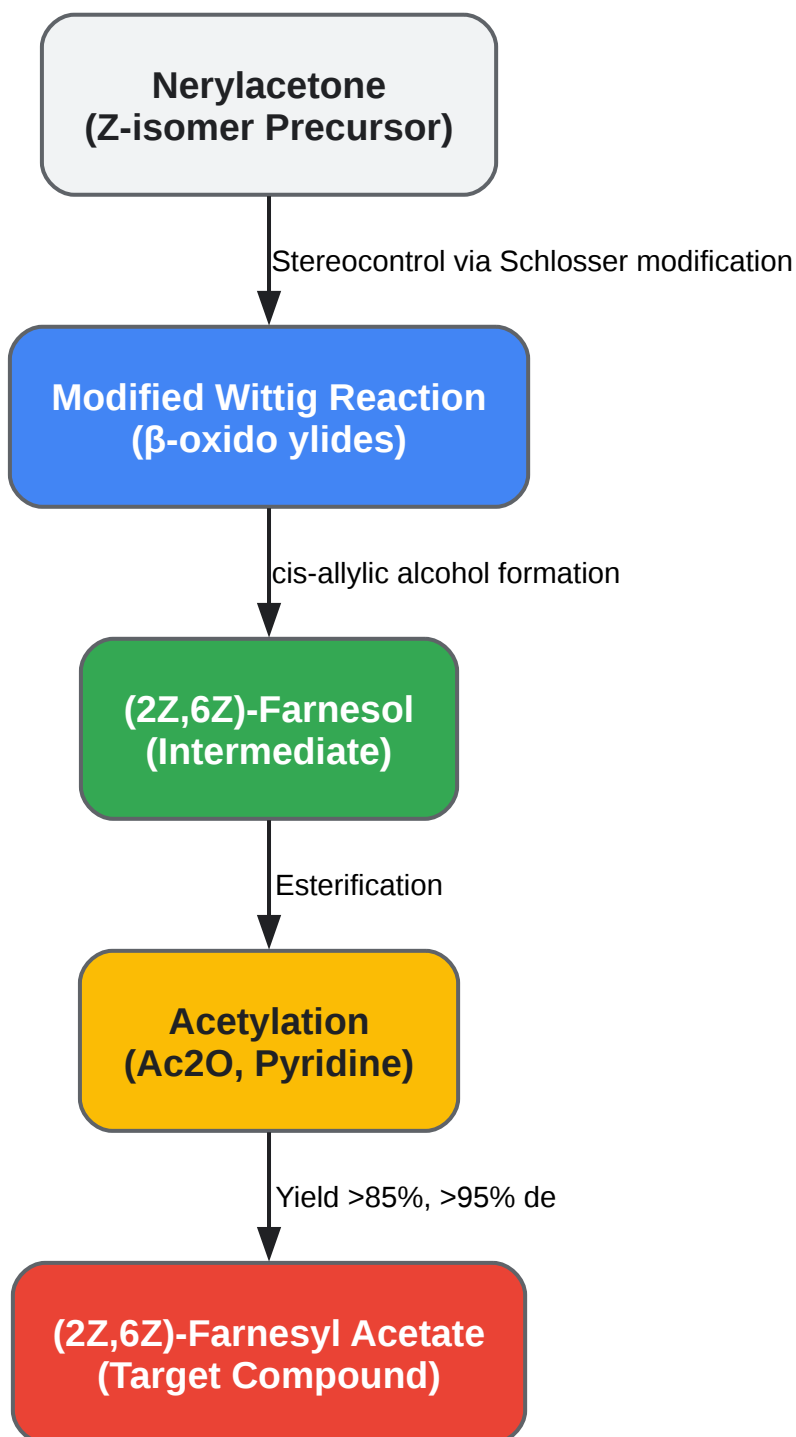 Nerylacetone
(Z-isomer Precursor)
Stereocontrol via Schlosser modification
Modified Wittig Reaction
(β-oxido ylides)
cis-allylic alcohol formation
(2Z,6Z)-Farnesol
(Intermediate)
Esterification
Acetylation
(Ac2O, Pyridine)
Yield >85%, >95% de
(2Z,6Z)-Farnesyl Acetate
(Target Compound)